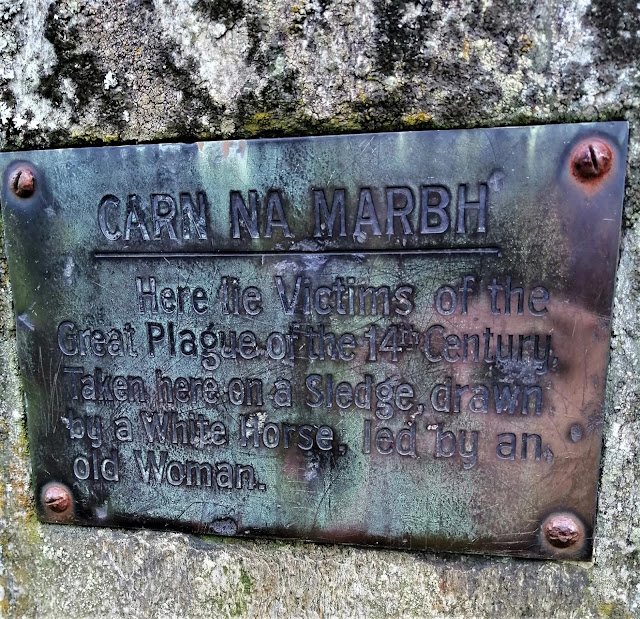 CARN NA MARBH
Here lie Victims of the
Great Plague of the 14th Century,
Taken here on a Sledge, drawn
by a White Horse, led by an
old Woman.